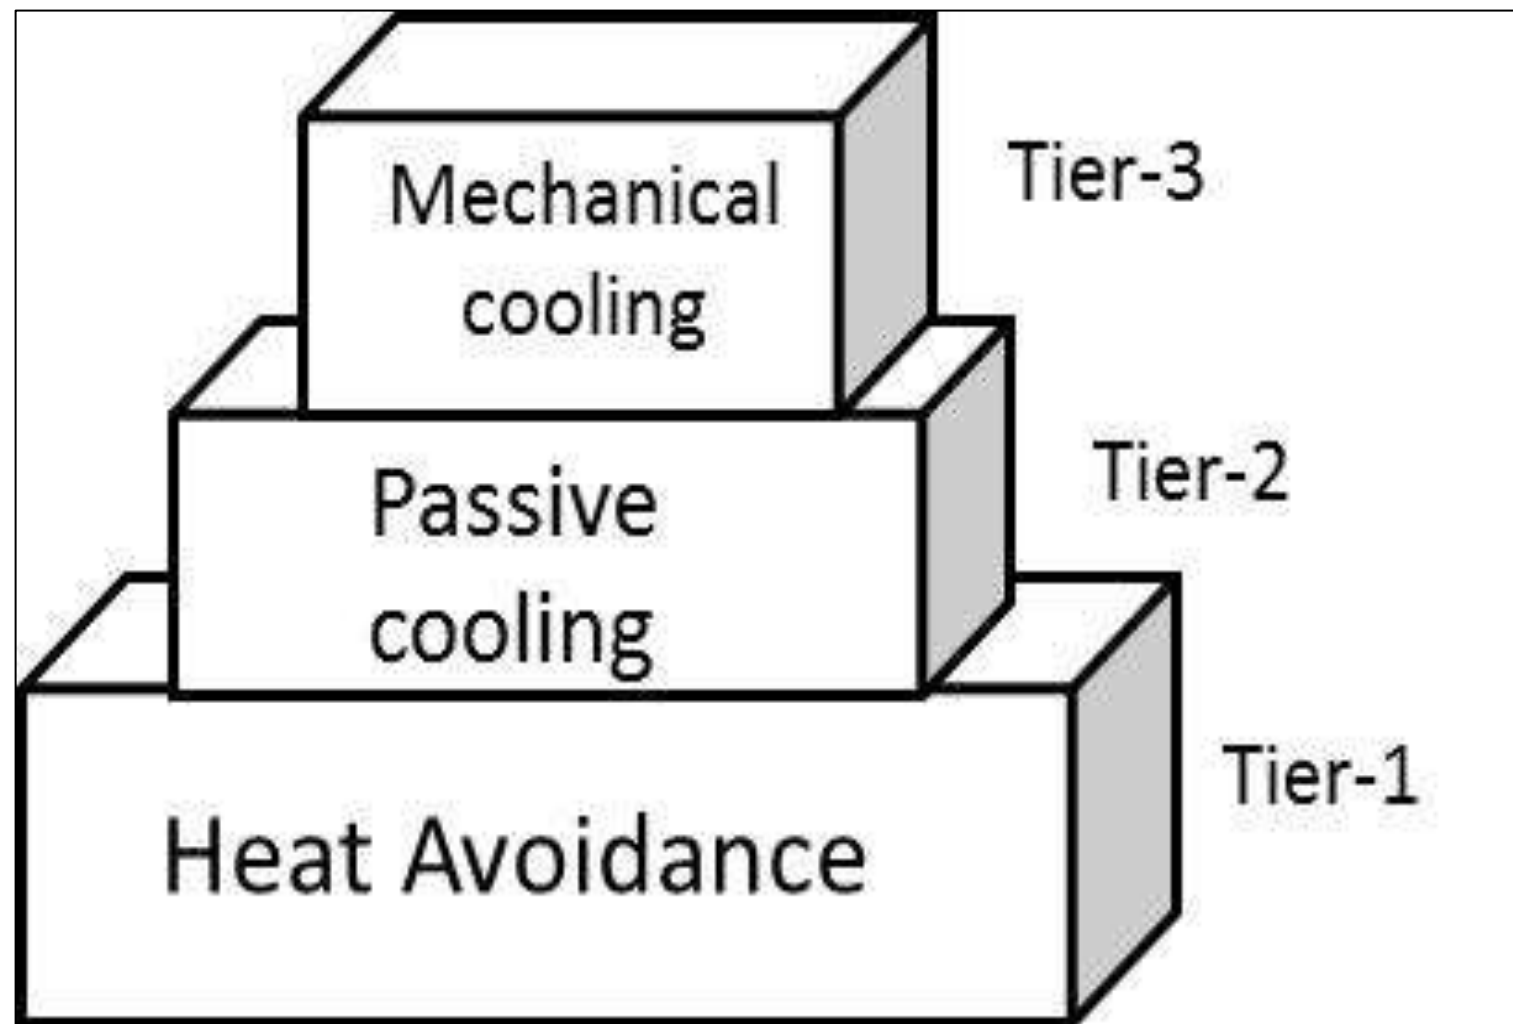 Mechanical
cooling
Tier-3
Passive
cooling
Tier-2
Heat Avoidance
Tier-1